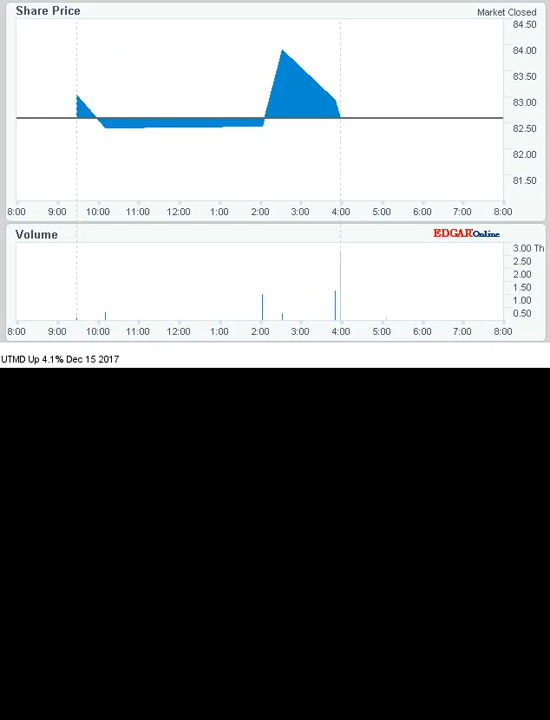 Share Price
Market Closed
84.50
84.00
83.50
83.00
82.50
82.00
81.50
8:00 9:00 10:00 11:00 12:00 1:00 2:00 3:00 4:00 5:00 6:00 7:00 8:00
Volume
EDGAR Online
3.00 Th
2.50
2.00
1.50
1.00
0.50
8:00 9:00 10:00 11:00 12:00 1:00 2:00 3:00 4:00 5:00 6:00 7:00 8:00
UTMD Up 4.1% Dec 15 2017